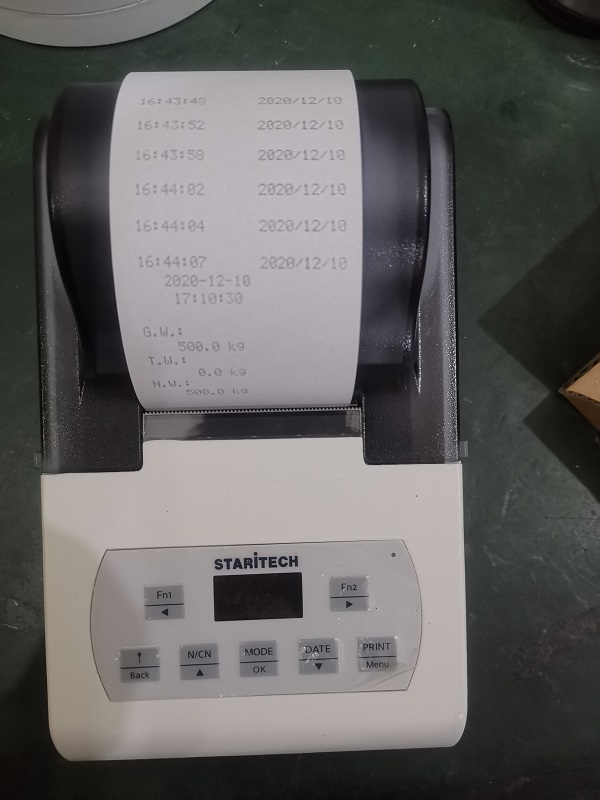 16:43:48 2020/12/10
16:43:52 2020/12/10
16:43:58 2020/12/10
16:44:02 2020/12/10
16:44:04 2020/12/10
16:44:07 2020/12/10
2020-12-10
17:10:30
G.W.:
500.0 kg
T.W.:
0.0 kg
N.W.:
500.0 kg
STARITECH
Fn1 Fn2
◀ ▶
↑ N/CN MODE DATE PRINT
Back ▲ OK ▼ Menu